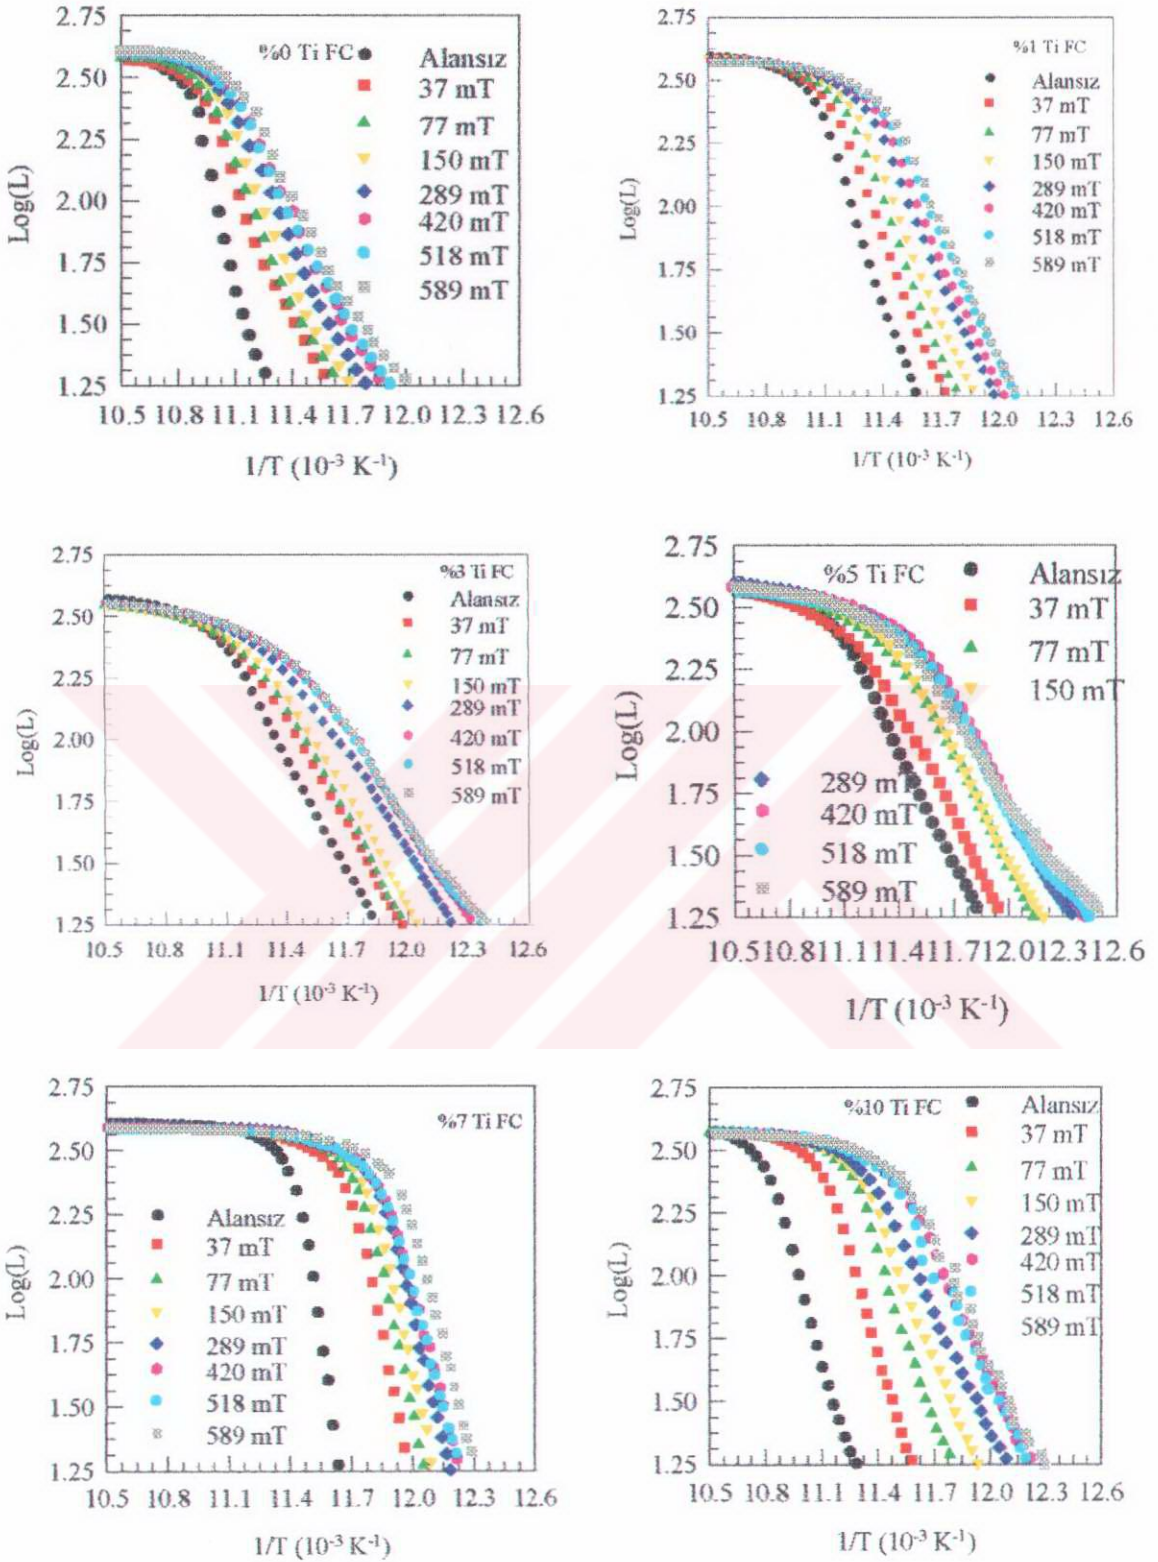 2.75
2.50
2.25
2.00
1.75
1.50
1.25
Log(L)
%0 Ti FC
Alansız
37 mT
77 mT
150 mT
289 mT
420 mT
518 mT
589 mT
10.5 10.8 11.1 11.4 11.7 12.0 12.3 12.6
1/T (10-3 K-1)
2.75
2.50
2.25
2.00
1.75
1.50
1.25
Log(L)
%1 Ti FC
Alansız
37 mT
77 mT
150 mT
289 mT
420 mT
518 mT
589 mT
10.5 10.8 11.1 11.4 11.7 12.0 12.3 12.6
1/T (10-3 K-1)
2.75
2.50
2.25
2.00
1.75
1.50
1.25
Log(L)
%3 Ti FC
Alansız
37 mT
77 mT
150 mT
289 mT
420 mT
518 mT
589 mT
10.5 10.8 11.1 11.4 11.7 12.0 12.3 12.6
1/T (10-3 K-1)
2.75
2.50
2.25
2.00
1.75
1.50
1.25
Log(L)
%5 Ti FC
Alansız
37 mT
77 mT
150 mT
289 mT
420 mT
518 mT
589 mT
10.5 10.8 11.1 11.4 11.7 12.0 12.3 12.6
1/T (10-3 K-1)
2.75
2.50
2.25
2.00
1.75
1.50
1.25
Log(L)
%7 Ti FC
Alansız
37 mT
77 mT
150 mT
289 mT
420 mT
518 mT
589 mT
10.5 10.8 11.1 11.4 11.7 12.0 12.3 12.6
1/T (10-3 K-1)
2.75
2.50
2.25
2.00
1.75
1.50
1.25
Log(L)
%10 Ti FC
Alansız
37 mT
77 mT
150 mT
289 mT
420 mT
518 mT
589 mT
10.5 10.8 11.1 11.4 11.7 12.0 12.3 12.6
1/T (10-3 K-1)